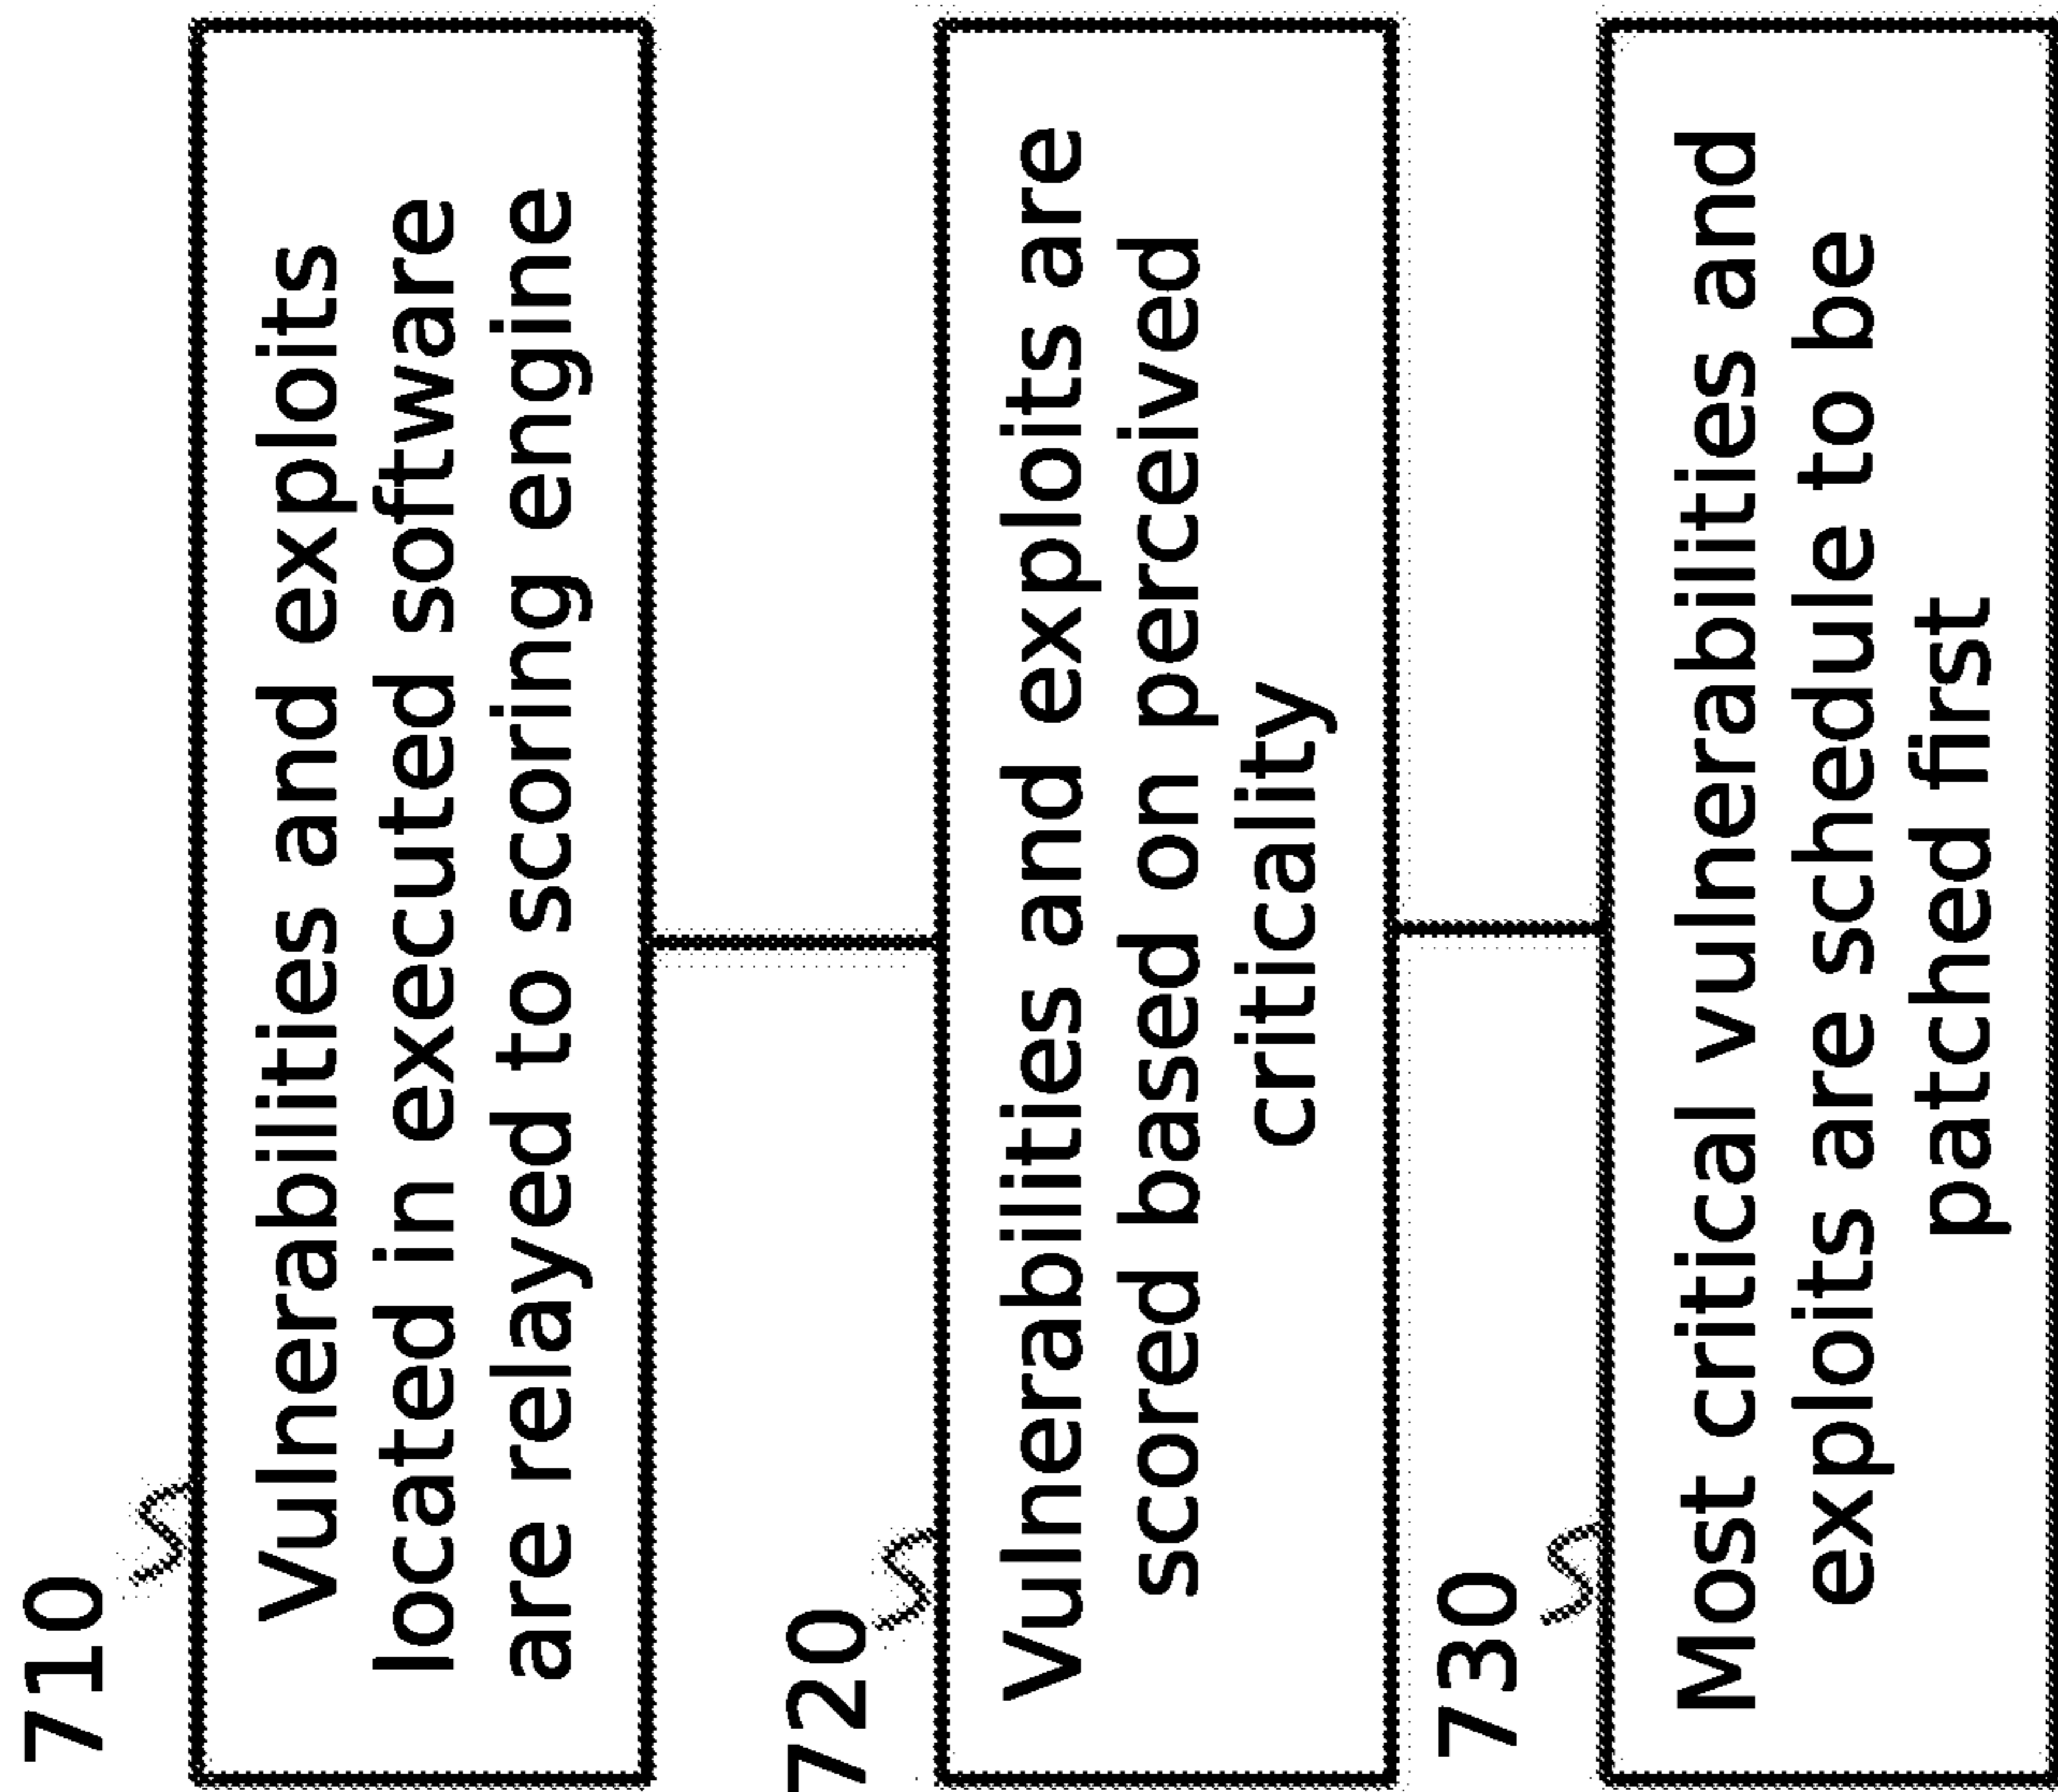 710
Vulnerabilities and exploits
located in executed software
are relayed to scoring engine
720
Vulnerabilities and exploits are
scored based on perceived
criticality
730
Most critical vulnerabilities and
exploits are schedule to be
patched first